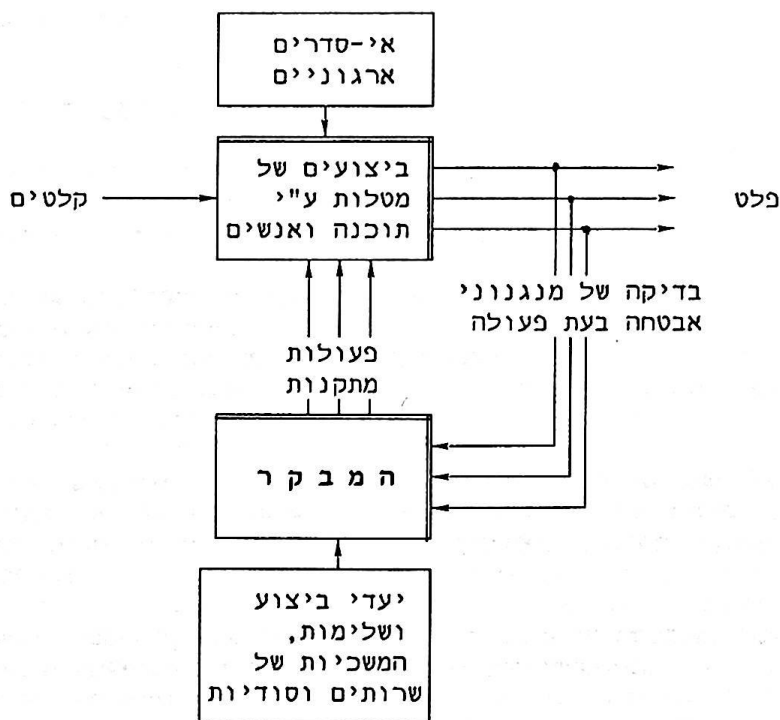 אי-סדרים
ארגוניים
ביצועים של
מטלות ע"י
תוכנה ואנשים
קלטים
פלט
בדיקה של מנגנוני
אבטחה בעת פעולה
פעולות
מתקנות
המבקר
יעדי ביצוע
ושלימות,
המשכיות של
שרותים וסודיות